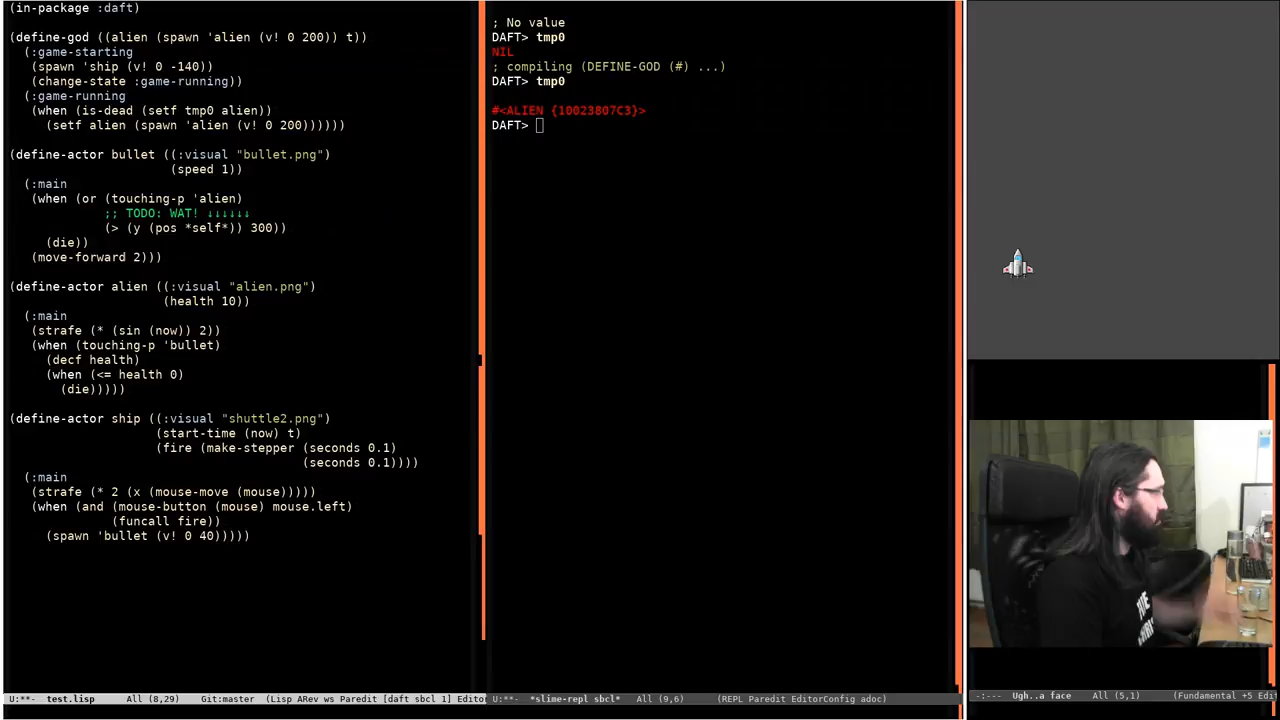 (in-package :daft)
(define-god ((alien (spawn 'alien (v! 0 200)) t))
(:game-starting
(spawn 'ship (v! 0 -140))
(change-state :game-running))
(:game-running
(when (is-dead (setf tmp0 alien))
(setf alien (spawn 'alien (v! 0 200))))))
(define-actor bullet ((:visual "bullet.png")
(speed 1))
(:main
(when (or (touching-p 'alien)
;; TODO: WAT! ↓↓↓↓↓↓
(> (y (pos *self*)) 300))
(die))
(move-forward 2)))
(define-actor alien ((:visual "alien.png")
(health 10))
(:main
(strafe (* (sin (now)) 2))
(when (touching-p 'bullet)
(decf health)
(when (<= health 0)
(die)))))
(define-actor ship ((:visual "shuttle2.png")
(start-time (now) t)
(fire (make-stepper (seconds 0.1)
(seconds 0.1))))
(:main
(strafe (* 2 (x (mouse-move (mouse)))))
(when (and (mouse-button (mouse) mouse.left)
(funcall fire))
(spawn 'bullet (v! 0 40)))))
U:**- test.lisp All (8,29) Git:master (Lisp ARev ws Paredit [daft sbcl 1] Editor
; No value
DAFT> tmp0
NIL
; compiling (DEFINE-GOD (#) ...)
DAFT> tmp0
#<ALIEN {10023807C3}>
DAFT>
U:**- *slime-repl sbcl* All (9,6) (REPL Paredit EditorConfig adoc)
-:--- Ugh..a face All (5,1) (Fundamental +5 Edit